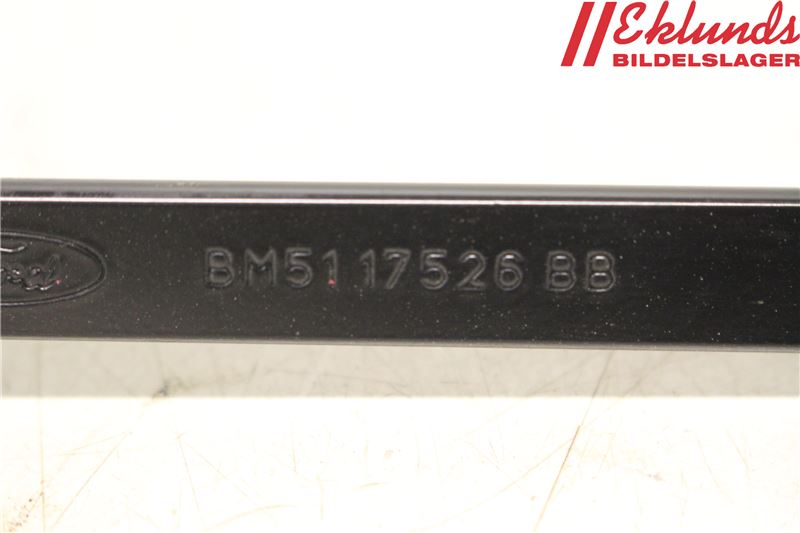 Eklunds
BILDELSLAGER
Ford
BM51 17526 BB